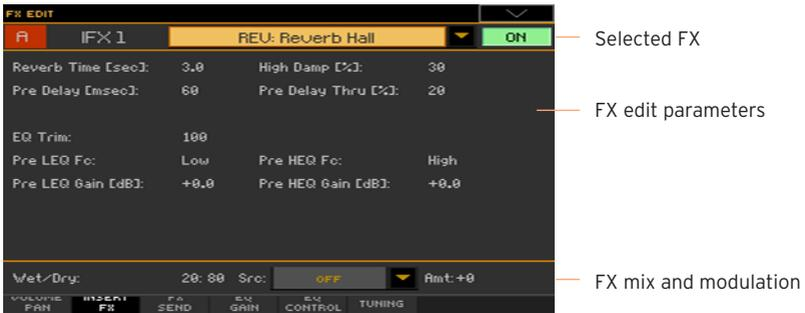 FX EDIT
A IFX 1 REV: Reverb Hall ON
Selected FX
Reverb Time [sec]: 3.0 High Damp [%]: 30
Pre Delay [msec]: 60 Pre Delay Thru [%]: 20
FX edit parameters
EQ Trim: 100
Pre LEQ Fc: Low Pre HEQ Fc: High
Pre LEQ Gain [dB]: +0.0 Pre HEQ Gain [dB]: +0.0
Wet/Dry: 20: 80 Src: OFF Amt:+0
FX mix and modulation
VOLUME INSERT FX EQ EQ TUNING
PAN FX SEND GAIN CONTROL